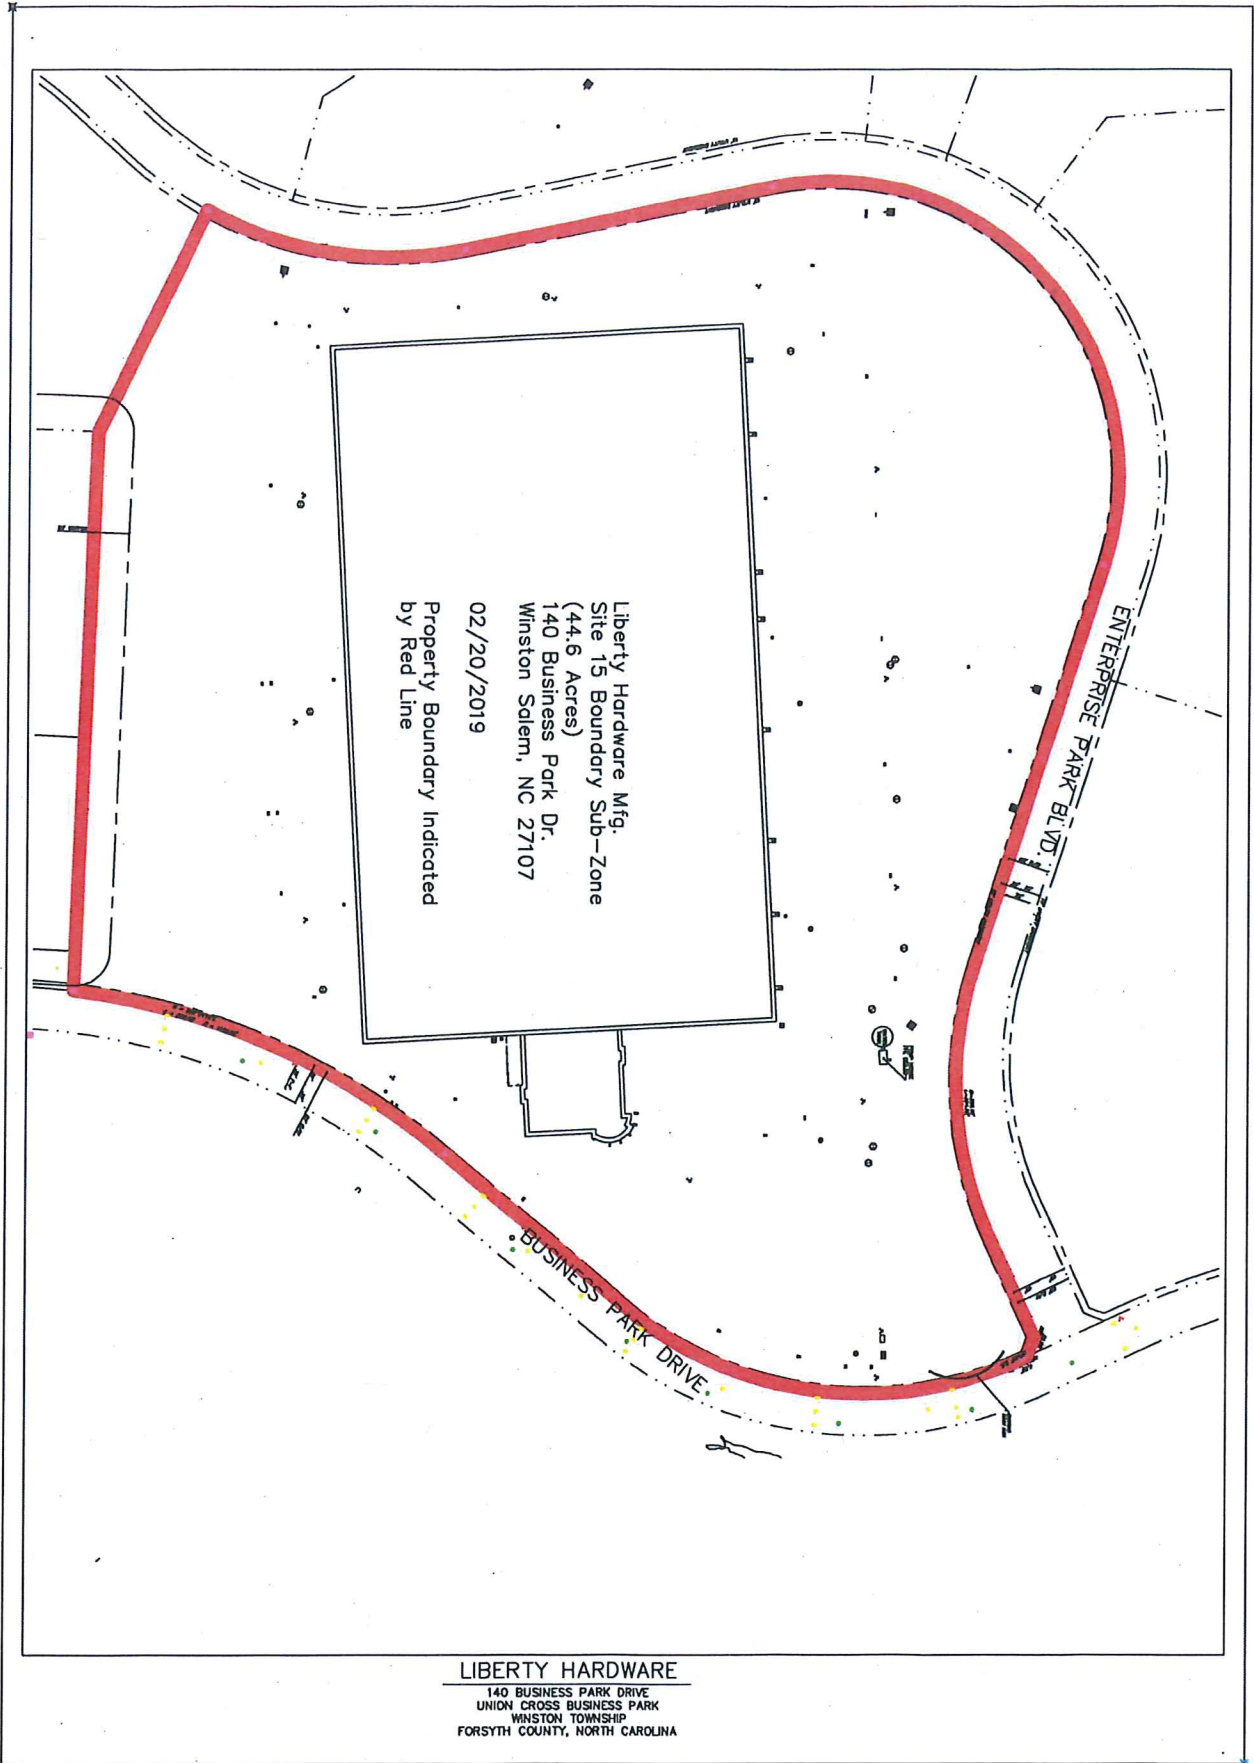 ENTERPRISE PARK BLVD.
Liberty Hardware Mfg.
Site 15 Boundary Sub-Zone
(44.6 Acres)
140 Business Park Dr.
Winston Salem, NC 27107
02/20/2019
Property Boundary Indicated
by Red Line
BUSINESS PARK DRIVE
LIBERTY HARDWARE
140 BUSINESS PARK DRIVE
UNION CROSS BUSINESS PARK
WINSTON TOWNSHIP
FORSYTH COUNTY, NORTH CAROLINA